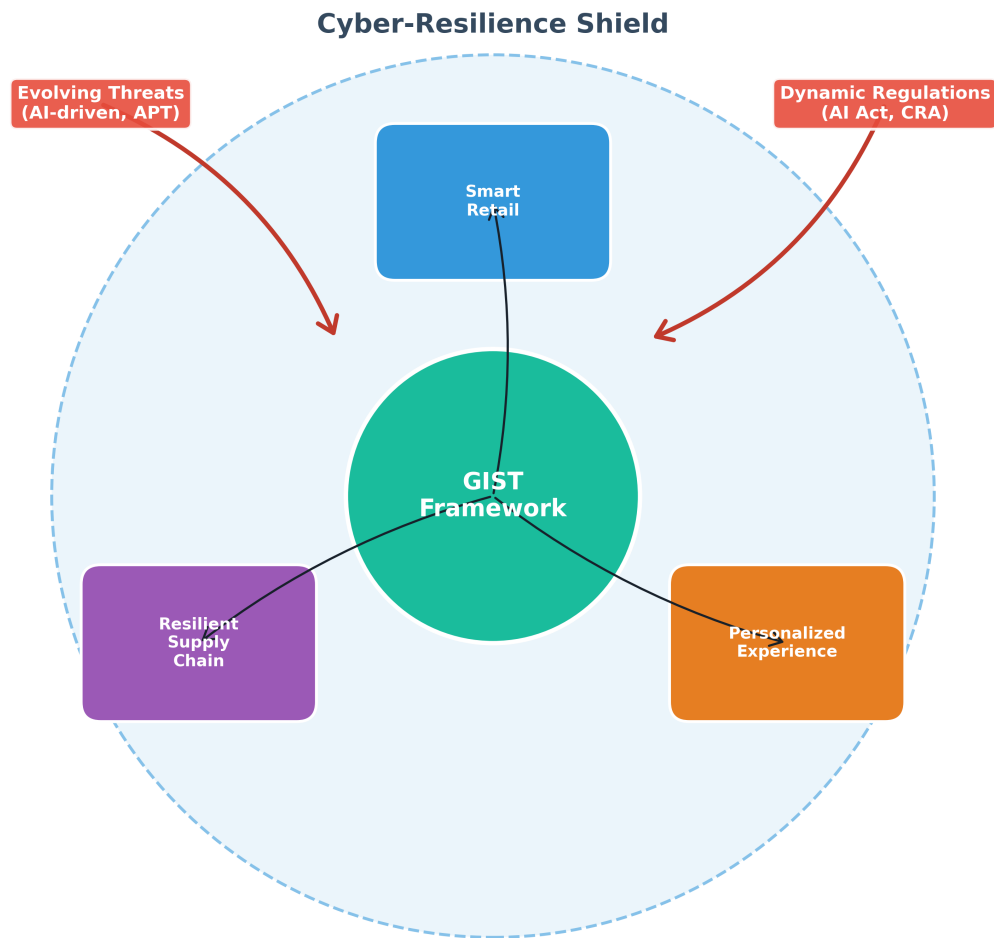 Cyber-Resilience Shield
Evolving Threats
(AI-driven, APT)
Dynamic Regulations
(AI Act, CRA)
Smart
Retail
GIST
Framework
Resilient
Supply
Chain
Personalized
Experience